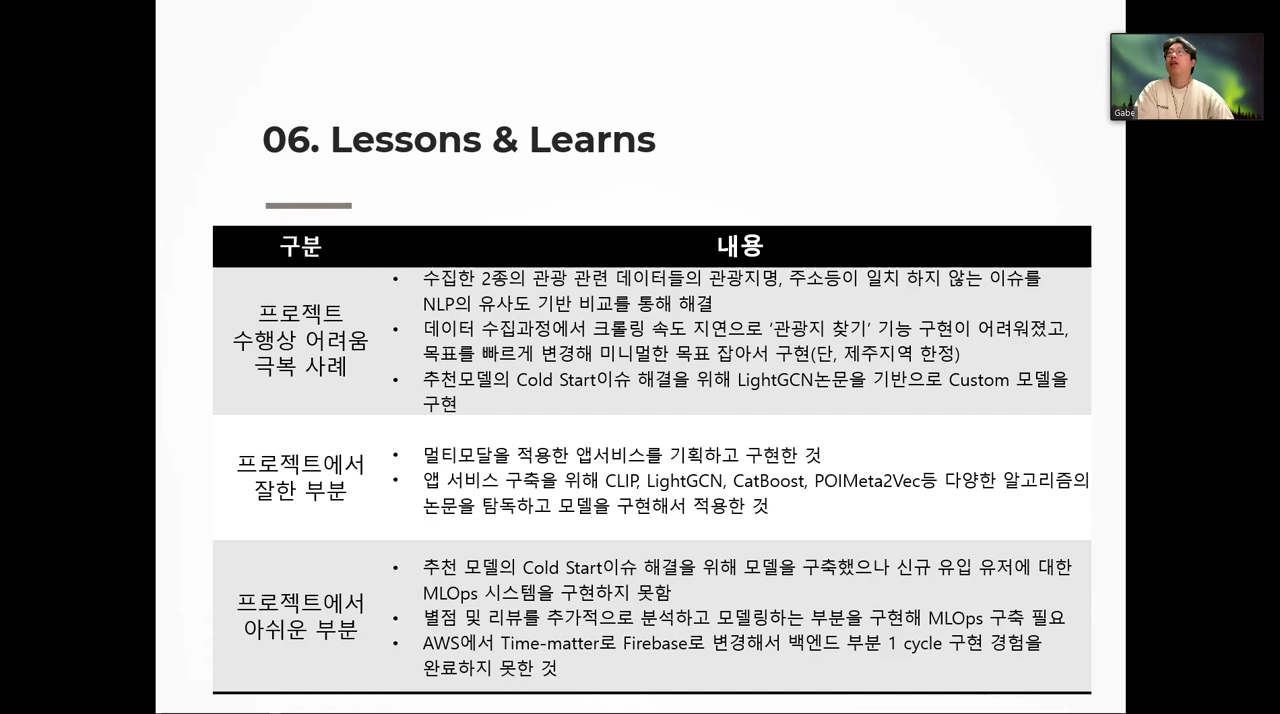 06. Lessons & Learns
Gabe
구분
내용
프로젝트
수행상 어려움
극복 사례
• 수집한 2종의 관광 관련 데이터들의 관광지명, 주소등이 일치 하지 않는 이슈를
NLP의 유사도 기반 비교를 통해 해결
• 데이터 수집과정에서 크롤링 속도 지연으로 ‘관광지 찾기’ 기능 구현이 어려워졌고,
목표를 빠르게 변경해 미니멀한 목표 잡아서 구현(단, 제주지역 한정)
• 추천모델의 Cold Start이슈 해결을 위해 LightGCN논문을 기반으로 Custom 모델을
구현
프로젝트에서
잘한 부분
• 멀티모달을 적용한 앱서비스를 기획하고 구현한 것
• 앱 서비스 구축을 위해 CLIP, LightGCN, CatBoost, POIMeta2Vec등 다양한 알고리즘의
논문을 탐독하고 모델을 구현해서 적용한 것
프로젝트에서
아쉬운 부분
• 추천 모델의 Cold Start이슈 해결을 위해 모델을 구축했으나 신규 유입 유저에 대한
MLOps 시스템을 구현하지 못함
• 별점 및 리뷰를 추가적으로 분석하고 모델링하는 부분을 구현해 MLOps 구축 필요
• AWS에서 Time-matter로 Firebase로 변경해서 백엔드 부분 1 cycle 구현 경험을
완료하지 못한 것